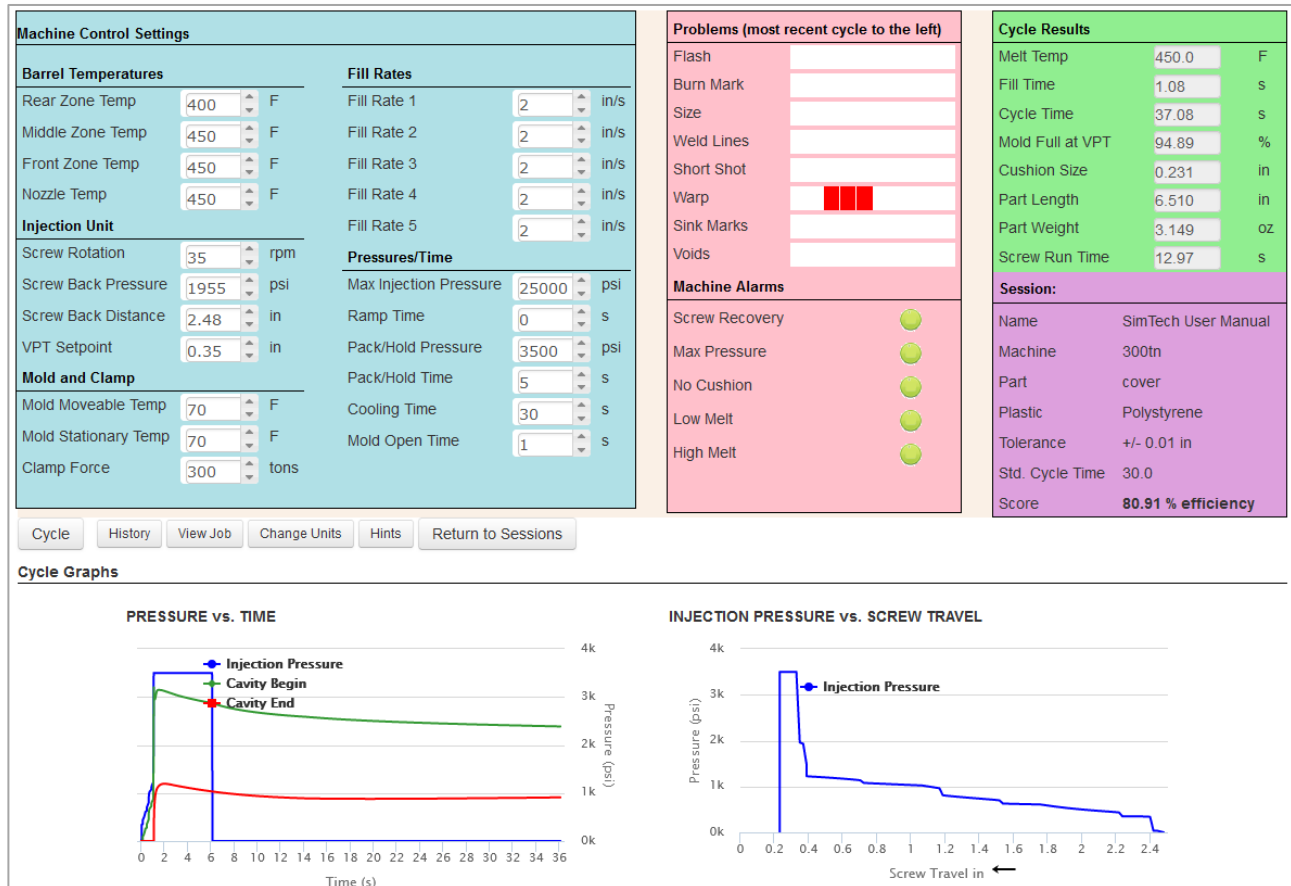 Machine Control Settings
Barrel Temperatures
Rear Zone Temp 400 F
Middle Zone Temp 450 F
Front Zone Temp 450 F
Nozzle Temp 450 F
Injection Unit
Screw Rotation 35 rpm
Screw Back Pressure 1955 psi
Screw Back Distance 2.48 in
VPT Setpoint 0.35 in
Mold and Clamp
Mold Moveable Temp 70 F
Mold Stationary Temp 70 F
Clamp Force 300 tons
Fill Rates
Fill Rate 1 2 in/s
Fill Rate 2 2 in/s
Fill Rate 3 2 in/s
Fill Rate 4 2 in/s
Fill Rate 5 2 in/s
Pressures/Time
Max Injection Pressure 25000 psi
Ramp Time 0 s
Pack/Hold Pressure 3500 psi
Pack/Hold Time 5 s
Cooling Time 30 s
Mold Open Time 1 s
Problems (most recent cycle to the left)
Flash
Burn Mark
Size
Weld Lines
Short Shot
Warp
Sink Marks
Voids
Machine Alarms
Screw Recovery
Max Pressure
No Cushion
Low Melt
High Melt
Cycle Results
Melt Temp 450.0 F
Fill Time 1.08 s
Cycle Time 37.08 s
Mold Full at VPT 94.89 %
Cushion Size 0.231 in
Part Length 6.510 in
Part Weight 3.149 oz
Screw Run Time 12.97 s
Session:
Name SimTech User Manual
Machine 300tn
Part cover
Plastic Polystyrene
Tolerance +/- 0.01 in
Std. Cycle Time 30.0
Score 80.91 % efficiency
Cycle History View Job Change Units Hints Return to Sessions
Cycle Graphs
PRESSURE vs. TIME
Injection Pressure
Cavity Begin
Cavity End
4k
3k
2k
1k
0k
Pressure (psi)
0 2 4 6 8 10 12 14 16 18 20 22 24 26 28 30 32 34 36
Time (s)
INJECTION PRESSURE vs. SCREW TRAVEL
Injection Pressure
4k
3k
2k
1k
0k
Pressure (psi)
0 0.2 0.4 0.6 0.8 1 1.2 1.4 1.6 1.8 2 2.2 2.4
Screw Travel in ←